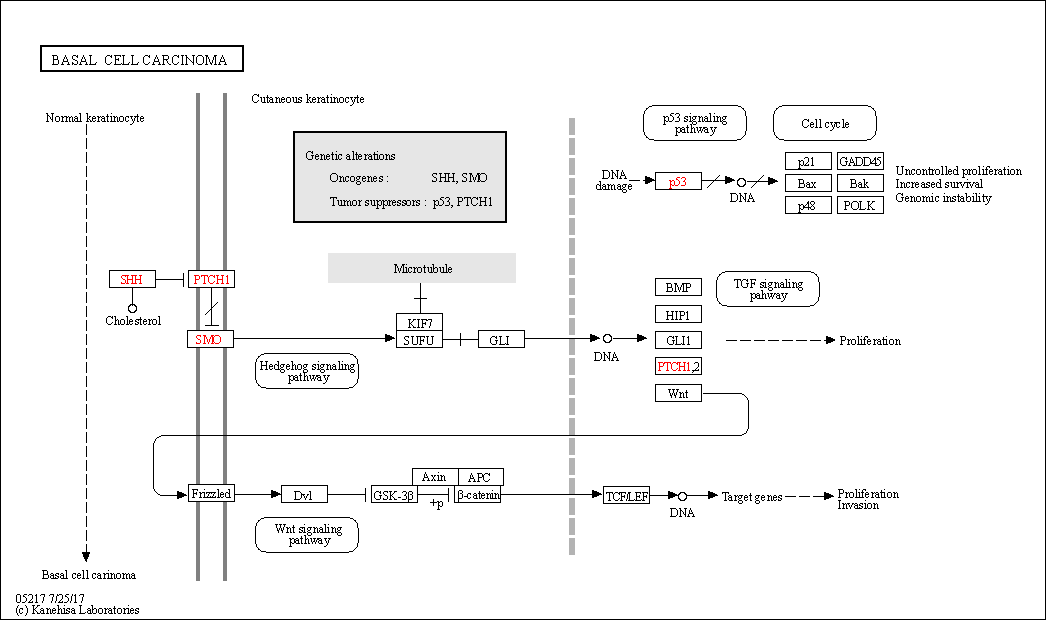 BASAL CELL CARCINOMA
Normal keratinocyte
Cutaneous keratinocyte
Genetic alterations
Oncogenes : SHH, SMO
Tumor suppressors : p53, PTCH1
p53 signaling
pathway
Cell cycle
DNA
damage
p53
DNA
p21
GADD45
Bax
Bak
p48
POLK
Uncontrolled proliferation
Increased survival
Genomic instability
SHH
PTCH1
Cholesterol
SMO
Microtubule
KIF7
SUFU
GLI
Hedgehog signaling
pathway
DNA
BMP
HIP1
GLI1
PTCH1,2
Wnt
TGF signaling
pahway
Proliferation
Frizzled
Dvl
GSK-3β
Axin
APC
β-catenin
+p
Wnt signaling
pathway
TCF/LEF
DNA
Target genes
Proliferation
Invasion
Basal cell carinoma
05217 7/25/17
(c) Kanehisa Laboratories